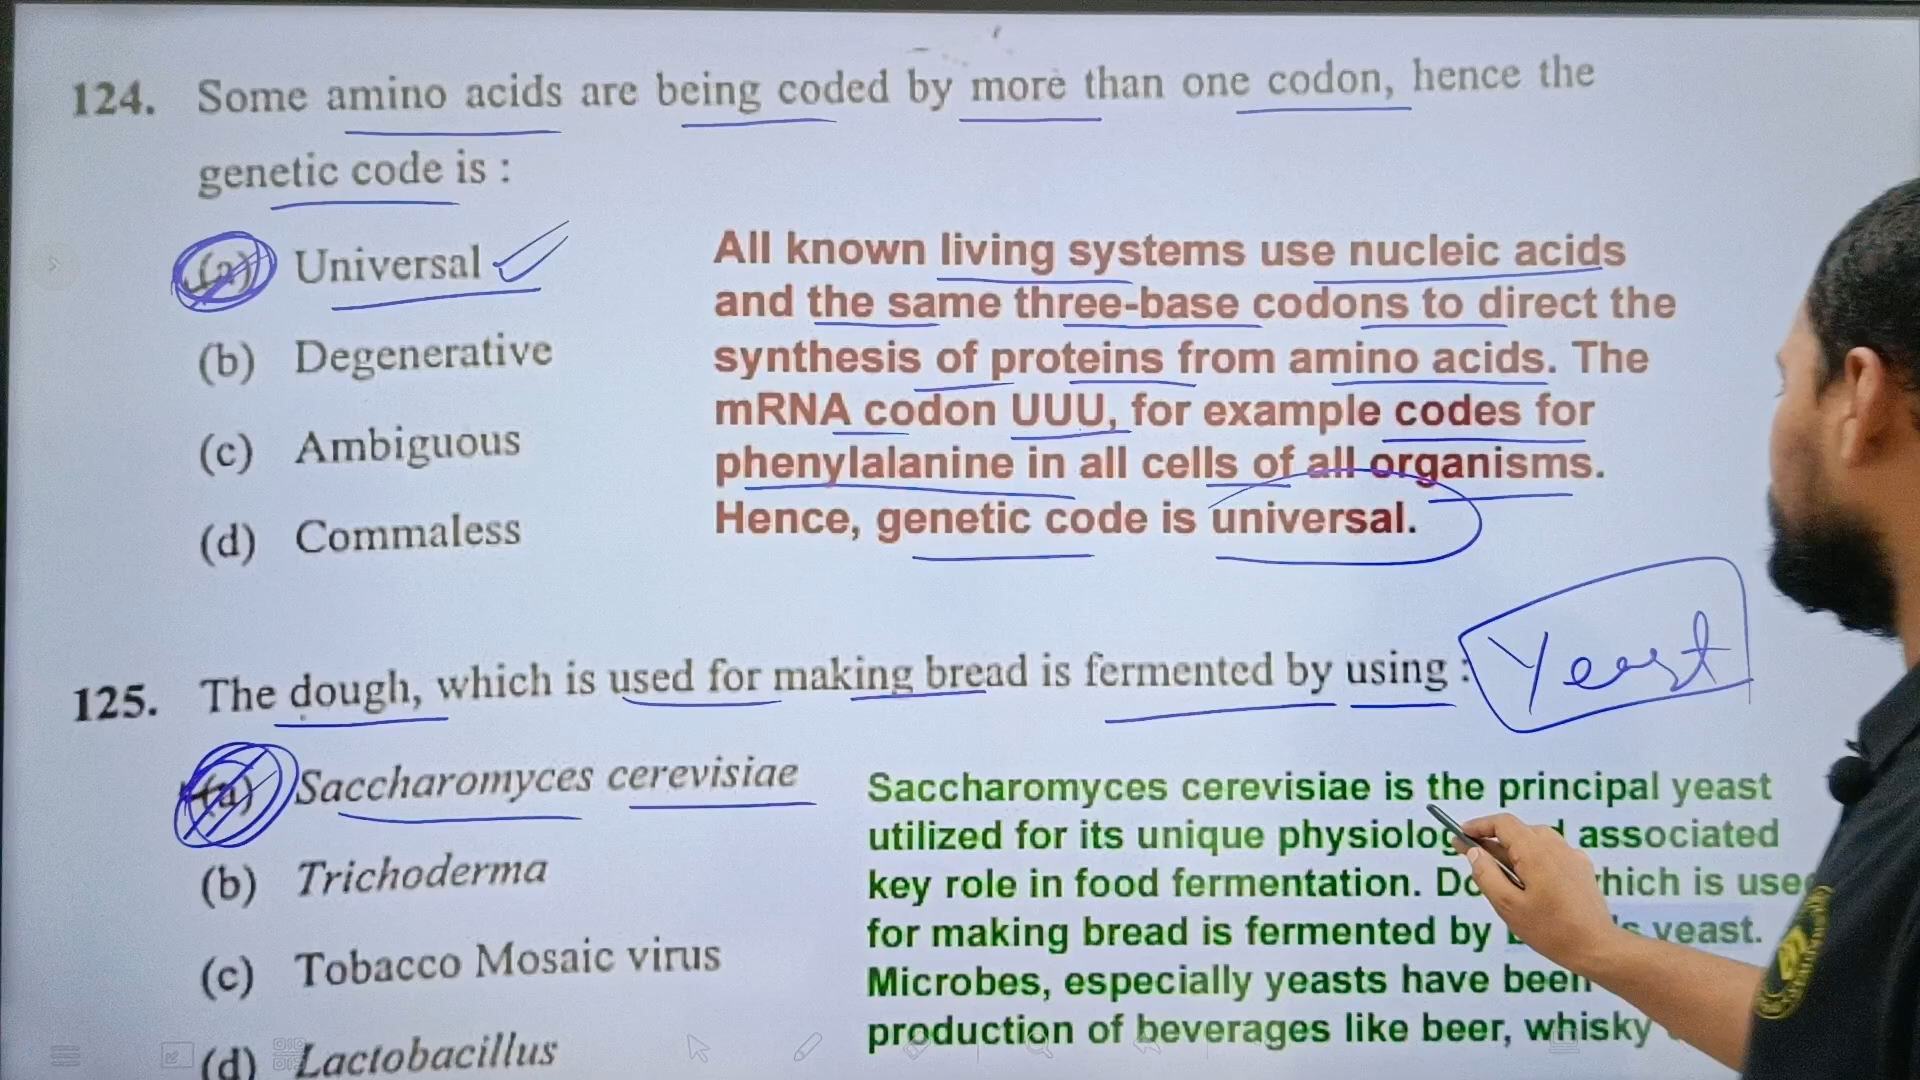 124. Some amino acids are being coded by more than one codon, hence the
genetic code is :
(a) Universal
(b) Degenerative
(c) Ambiguous
(d) Commaless
All known living systems use nucleic acids
and the same three-base codons to direct the
synthesis of proteins from amino acids. The
mRNA codon UUU, for example codes for
phenylalanine in all cells of all organisms.
Hence, genetic code is universal.
125. The dough, which is used for making bread is fermented by using :
Yeast
(a) Saccharomyces cerevisiae
(b) Trichoderma
(c) Tobacco Mosaic virus
(d) Lactobacillus
Saccharomyces cerevisiae is the principal yeast
utilized for its unique associated
key role in food fermentation. which is
for making bread is fermented by yeast.
Microbes, especially yeasts have been
production of beverages like beer, whisky